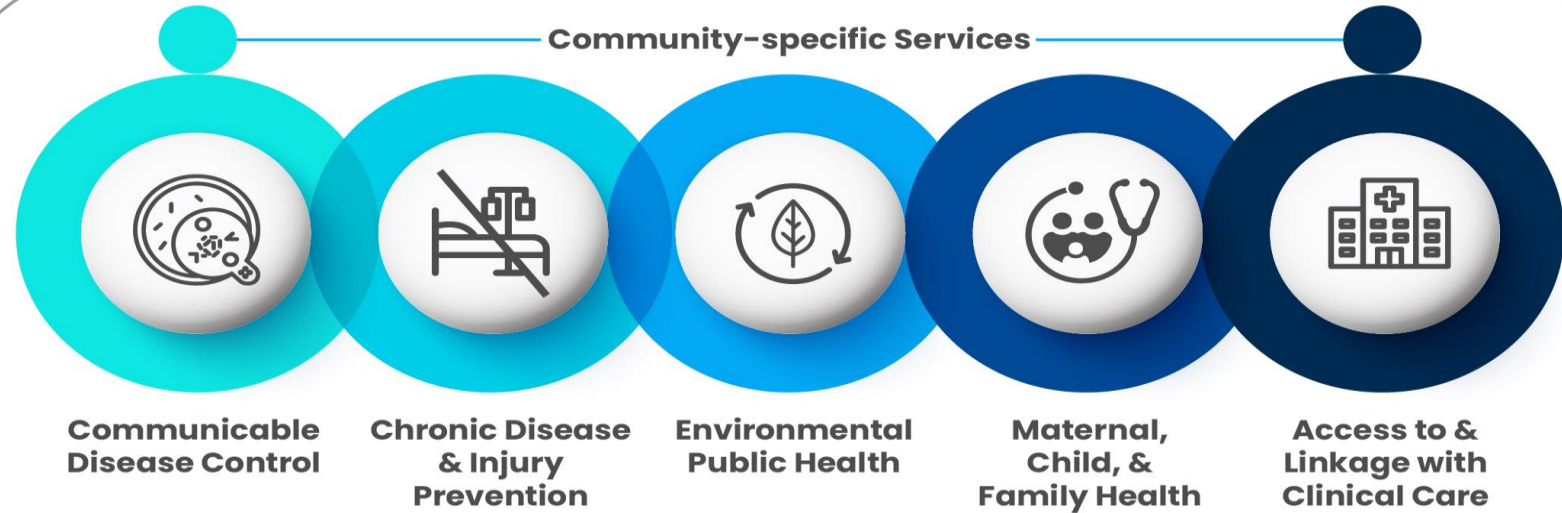 Community-specific Services
Communicable
Disease Control
Chronic Disease
& Injury
Prevention
Environmental
Public Health
Maternal,
Child, &
Family Health
Access to &
Linkage with
Clinical Care